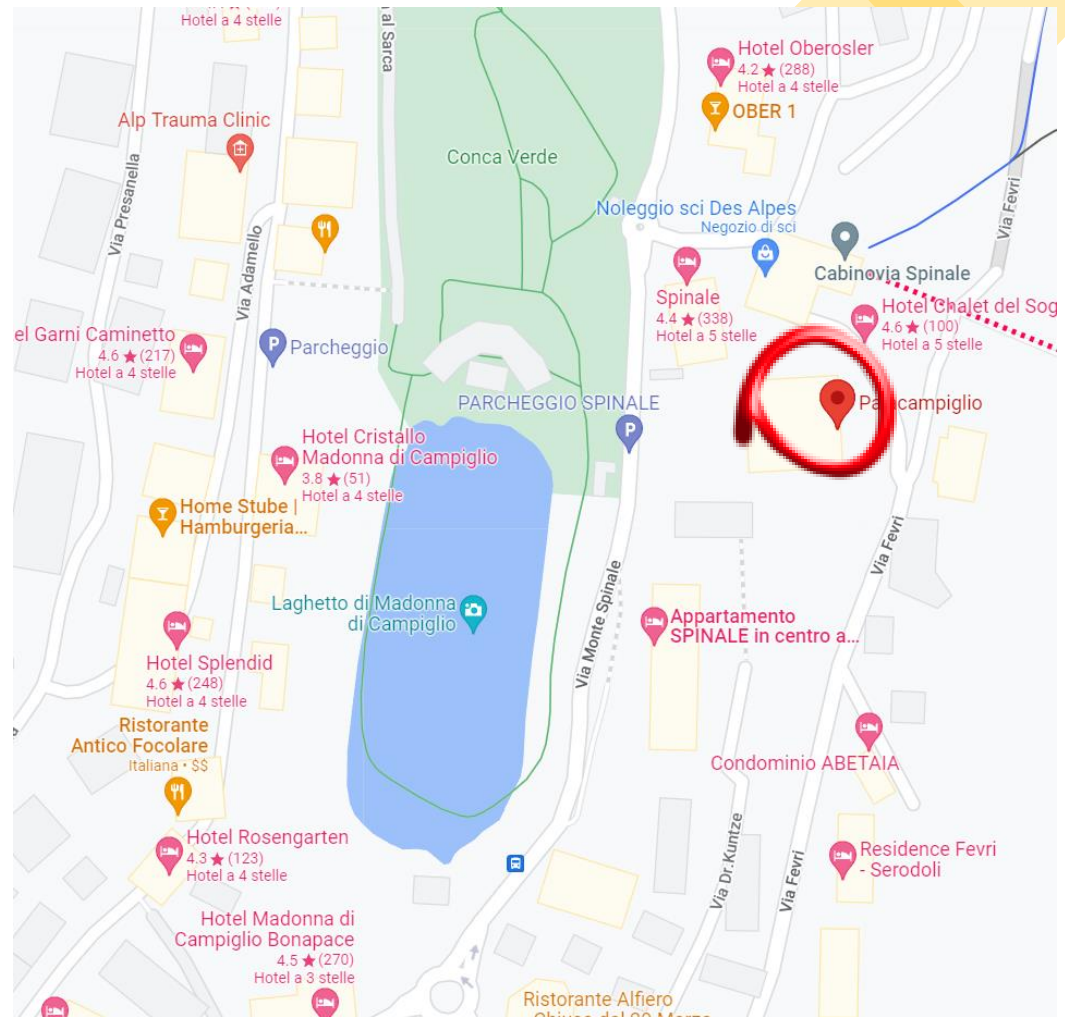 Hotel a 4 stelle
al Sarca
Hotel Oberosler
4.2 ★ (288)
Hotel a 4 stelle
OBER 1
Alp Trauma Clinic
Conca Verde
Via Presanella
Via Fevri
Noleggio sci Des Alpes
Negozio di sci
Via Adamello
Cabinovia Spinale
Spinale
4.4 ★ (338)
Hotel a 5 stelle
Hotel Chalet del Sog
4.6 ★ (100)
Hotel a 5 stelle
el Garni Caminetto
4.6 ★ (217)
Hotel a 4 stelle
P
Parcheggio
PARCHEGGIO SPINALE
P
campiglio
Hotel Cristallo
Madonna di Campiglio
3.8 ★ (51)
Hotel a 4 stelle
Home Stube |
Hamburgeria...
Via Fevri
Laghetto di Madonna
di Campiglio
Via Monte Spinale
Appartamento
SPINALE in centro a...
Hotel Splendid
4.6 ★ (248)
Hotel a 4 stelle
Ristorante
Antico Focolare
Italiana • $$
Condominio ABETAIA
Hotel Rosengarten
4.3 ★ (123)
Hotel a 4 stelle
Via Dr.Kuntze
Via Fevri
Residence Fevri
- Serodoli
Hotel Madonna di
Campiglio Bonapace
4.5 ★ (270)
Hotel a 3 stelle
Ristorante Alfiero